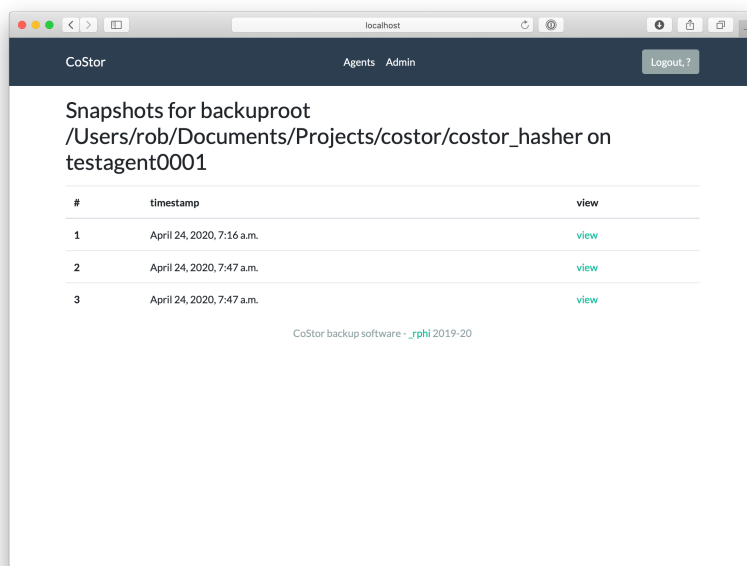 localhost
CoStor Agents Admin Logout, ?
Snapshots for backuproot
/Users/rob/Documents/Projects/costor/costor_hasher on
testagent0001
# timestamp view
1 April 24, 2020, 7:16 a.m. view
2 April 24, 2020, 7:47 a.m. view
3 April 24, 2020, 7:47 a.m. view
CoStor backup software - _rphi 2019-20